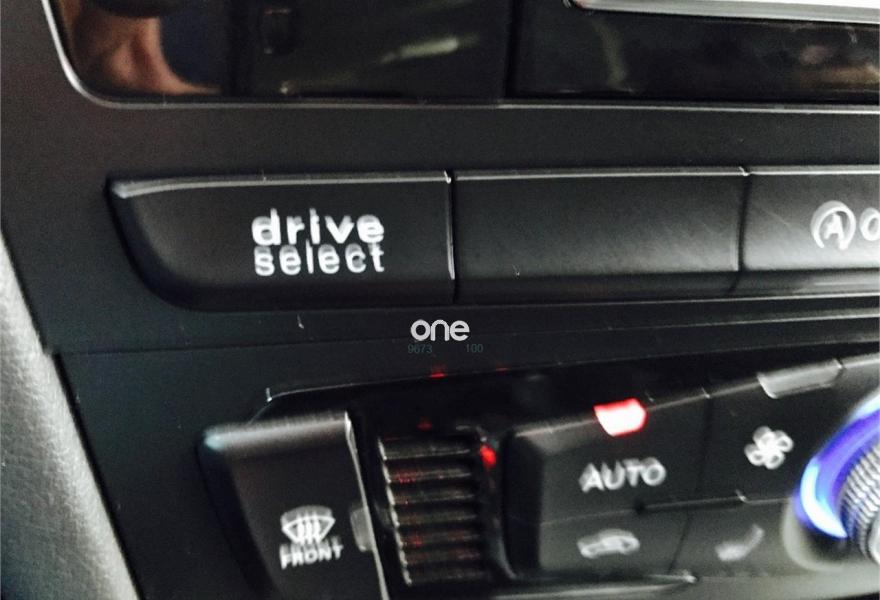 drive
select
A O
one
9673 100
AUTO
FRONT